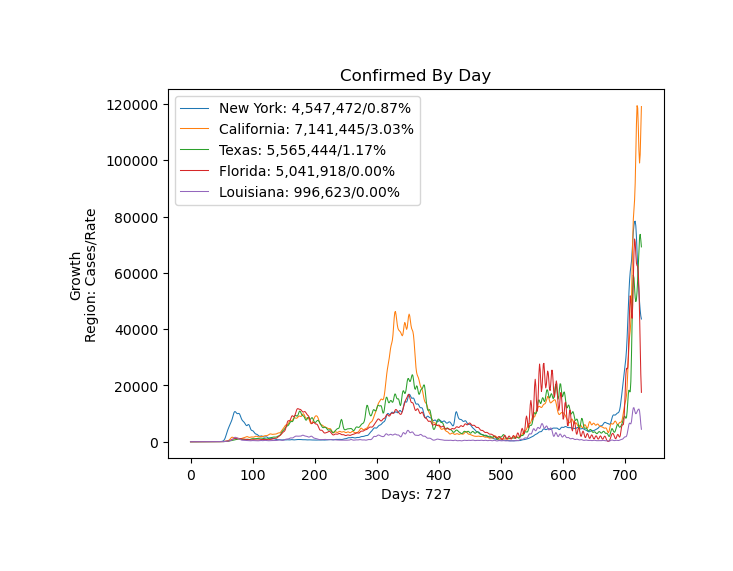 Confirmed By Day
New York: 4,547,472/0.87%
California: 7,141,445/3.03%
Texas: 5,565,444/1.17%
Florida: 5,041,918/0.00%
Louisiana: 996,623/0.00%
120000
100000
80000
60000
40000
20000
0
Growth
Region: Cases/Rate
0 100 200 300 400 500 600 700
Days: 727